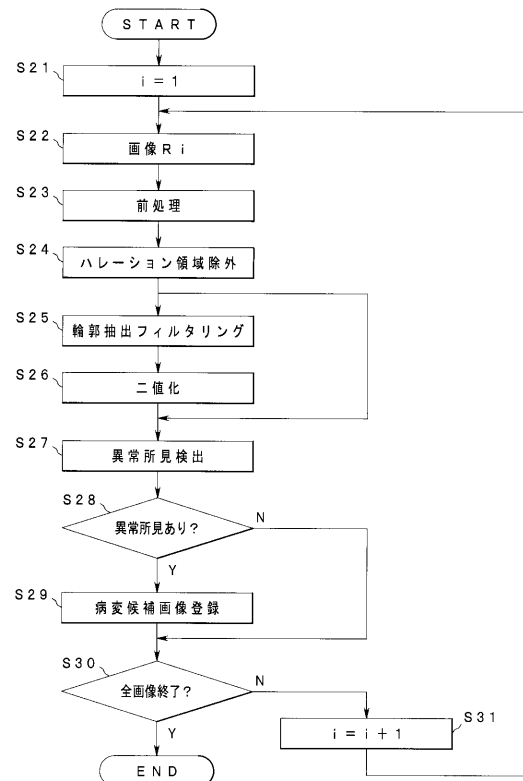 START
S21
i = 1
S22
画像Ri
S23
前処理
S24
ハレーション領域除外
S25
輪郭抽出フィルタリング
S26
二値化
S27
異常所見検出
S28
異常所見あり?
N
Y
S29
病変候補画像登録
S30
全画像終了?
N
Y
S31
i = i + 1
END